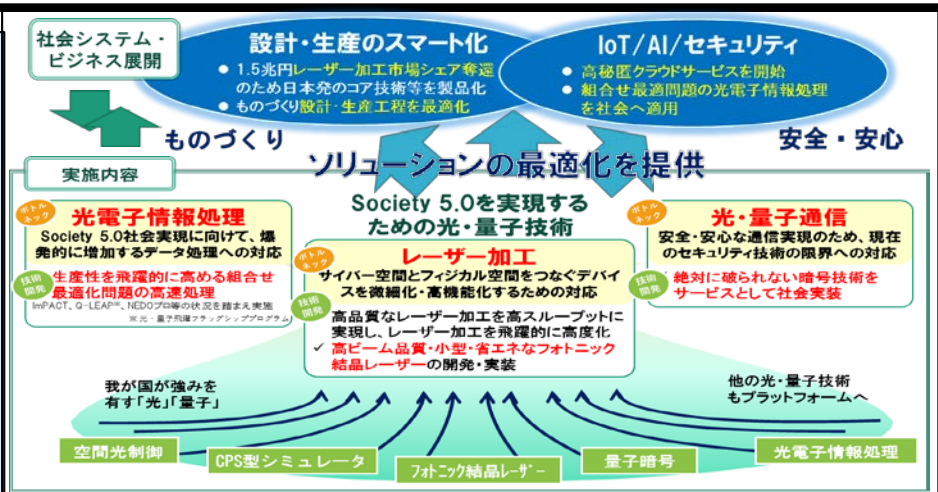 社会システム・
ビジネス展開
設計・生産のスマート化
● 1.5兆円レーザー加工市場シェア奪還
のため日本発のコア技術等を製品化
● ものづくり設計・生産工程を最適化
IoT/AI/セキュリティ
● 高秘匿クラウドサービスを開始
● 組合せ最適問題の光電子情報処理
を社会へ適用
ものづくり
安全・安心
ソリューションの最適化を提供
実施内容
Society 5.0を実現する
ための光・量子技術
ボトル
ネック
光電子情報処理
Society 5.0社会実現に向けて、爆
発的に増加するデータ処理への対応
技術
開発
生産性を飛躍的に高める組合せ
最適化問題の高速処理
ImPACT、Q-LEAP※、NEDOプロ等の状況を踏まえ実施
※光・量子飛躍フラッグシッププログラム
ボトル
ネック
レーザー加工
サイバー空間とフィジカル空間をつなぐデバイ
スを微細化・高機能化するための対応
技術
開発
高品質なレーザー加工を高スループットに
実現し、レーザー加工を飛躍的に高度化
✓ 高ビーム品質・小型・省エネなフォトニック
結晶レーザーの開発・実装
ボトル
ネック
光・量子通信
安全・安心な通信実現のため、現在
のセキュリティ技術の限界への対応
技術
開発
✓ 絶対に破られない暗号技術を
サービスとして社会実装
我が国が強みを
有す「光」「量子」
他の光・量子技術
もプラットフォームへ
空間光制御
CPS型シミュレータ
フォトニック結晶レーザー
量子暗号
光電子情報処理